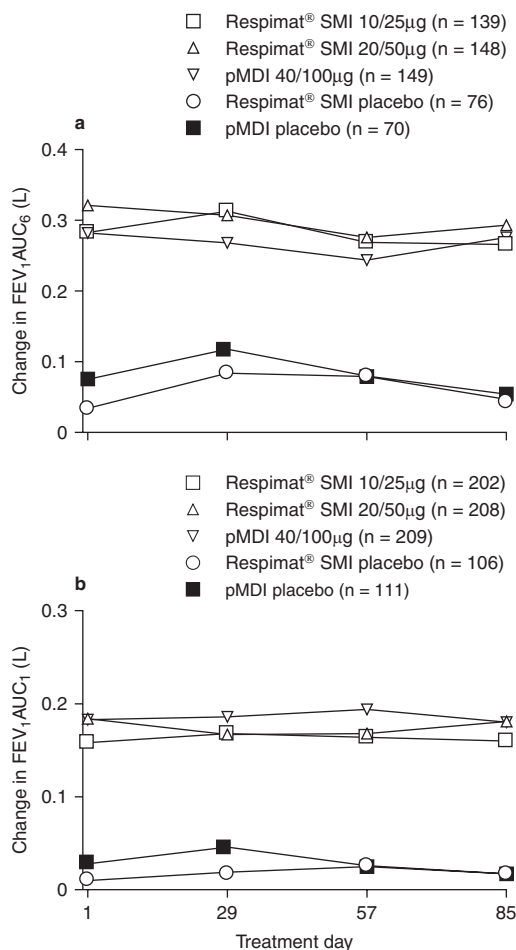 Respimat® SMI 10/25μg (n = 139)
Respimat® SMI 20/50μg (n = 148)
pMDI 40/100μg (n = 149)
Respimat® SMI placebo (n = 76)
pMDI placebo (n = 70)
a
0.4
0.3
0.2
0.1
0
Change in FEV₁AUC₆ (L)
Respimat® SMI 10/25μg (n = 202)
Respimat® SMI 20/50μg (n = 208)
pMDI 40/100μg (n = 209)
Respimat® SMI placebo (n = 106)
pMDI placebo (n = 111)
b
0.3
0.2
0.1
0
Change in FEV₁AUC₁ (L)
1 29 57 85
Treatment day